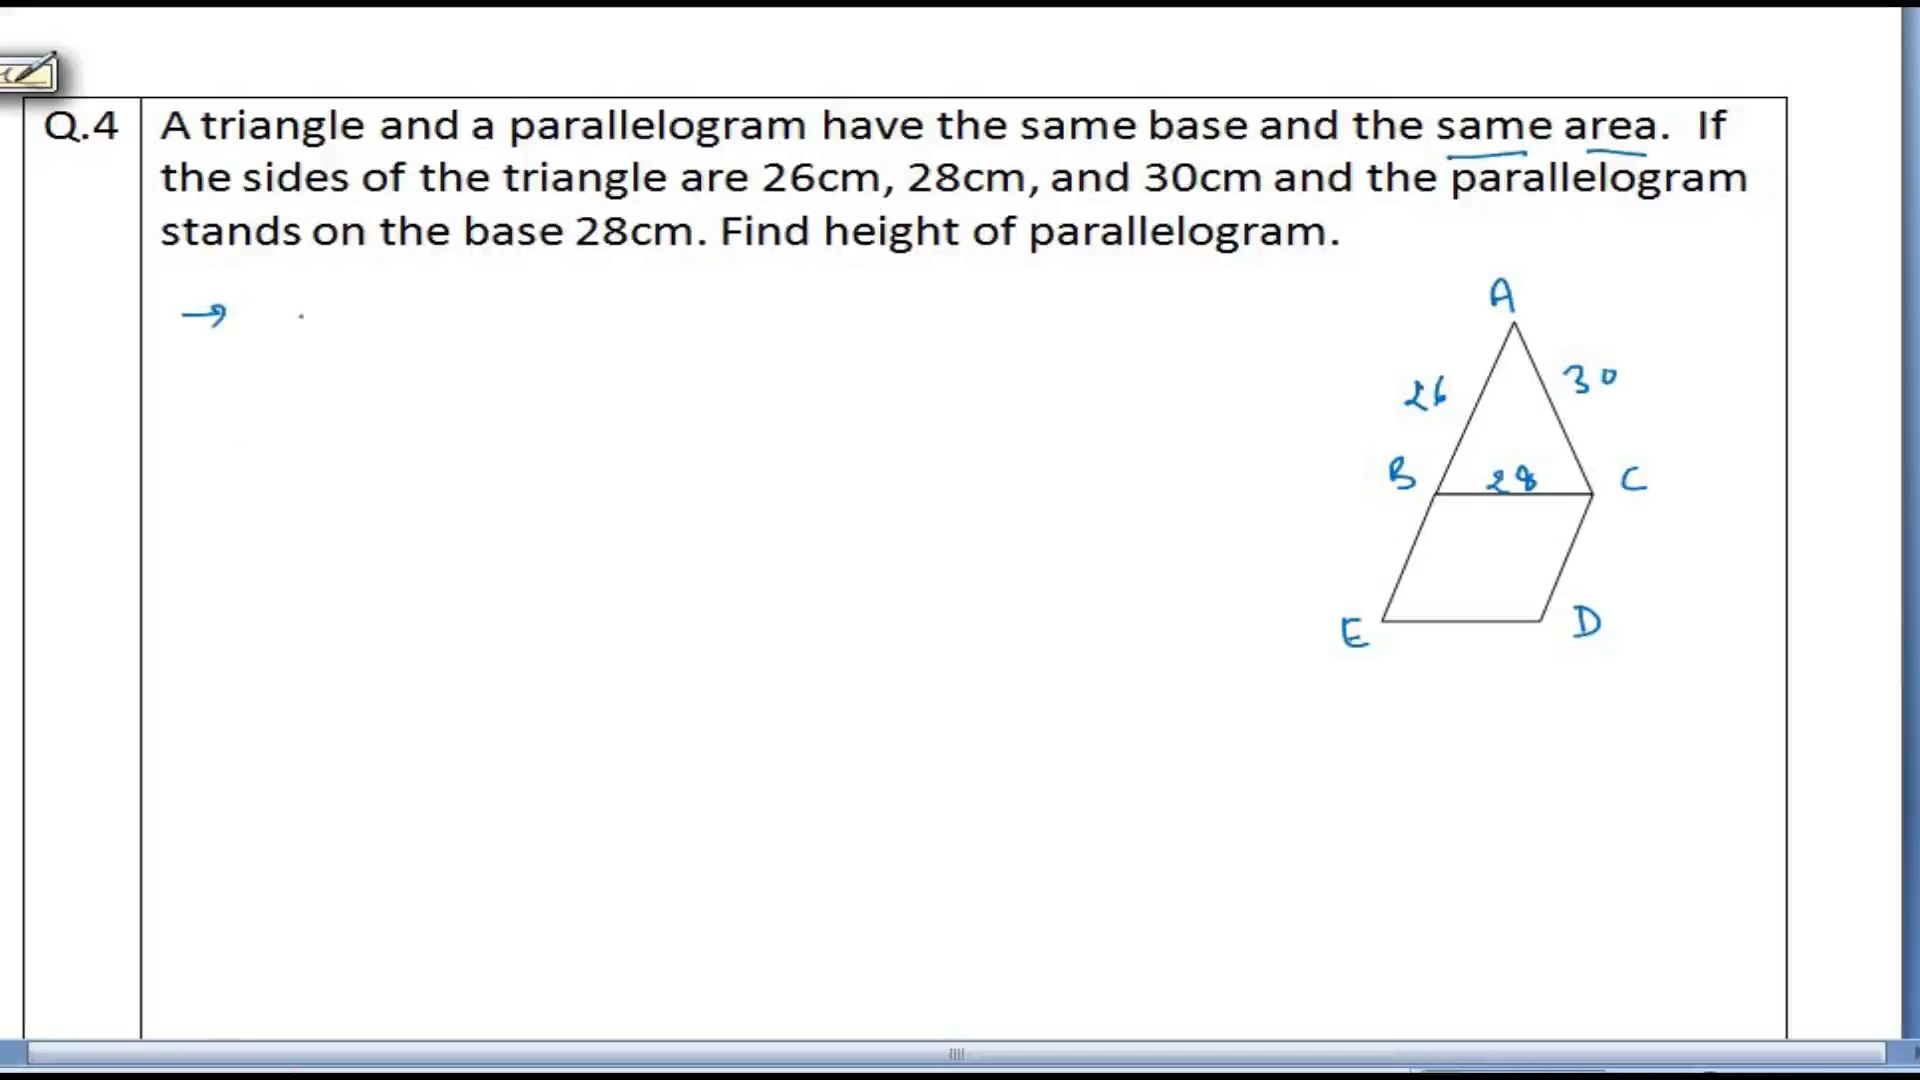 Q.4 A triangle and a parallelogram have the same base and the same area. If
the sides of the triangle are 26cm, 28cm, and 30cm and the parallelogram
stands on the base 28cm. Find height of parallelogram.
A
26 30
B 28 C
E D